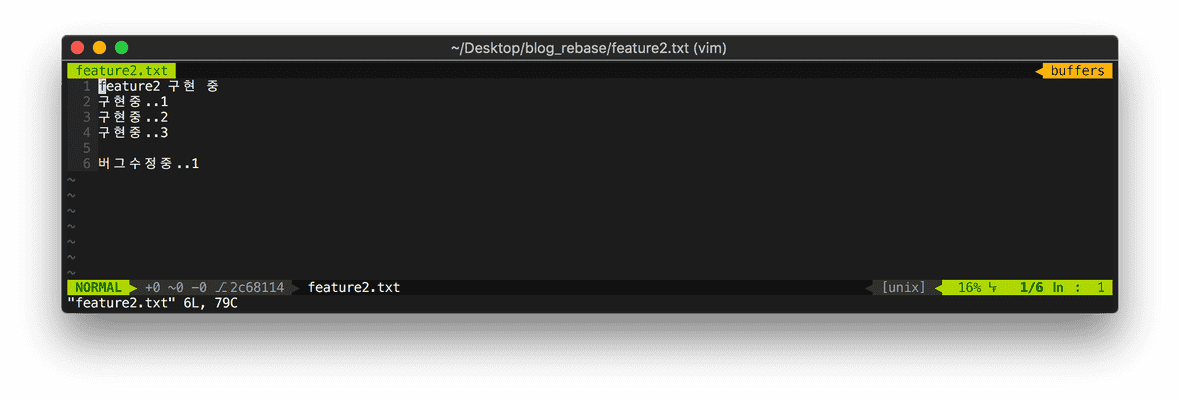 ~/Desktop/blog_rebase/feature2.txt (vim)
feature2.txt buffers
1 feature2 구현 중
2 구현중..1
3 구현중..2
4 구현중..3
5
6 버그수정중..1
~
~
~
~
~
~
~
NORMAL +0 ~0 -0 ⎇2c68114 feature2.txt [unix] 16% ␤ 1/6 ln : 1
"feature2.txt" 6L, 79C